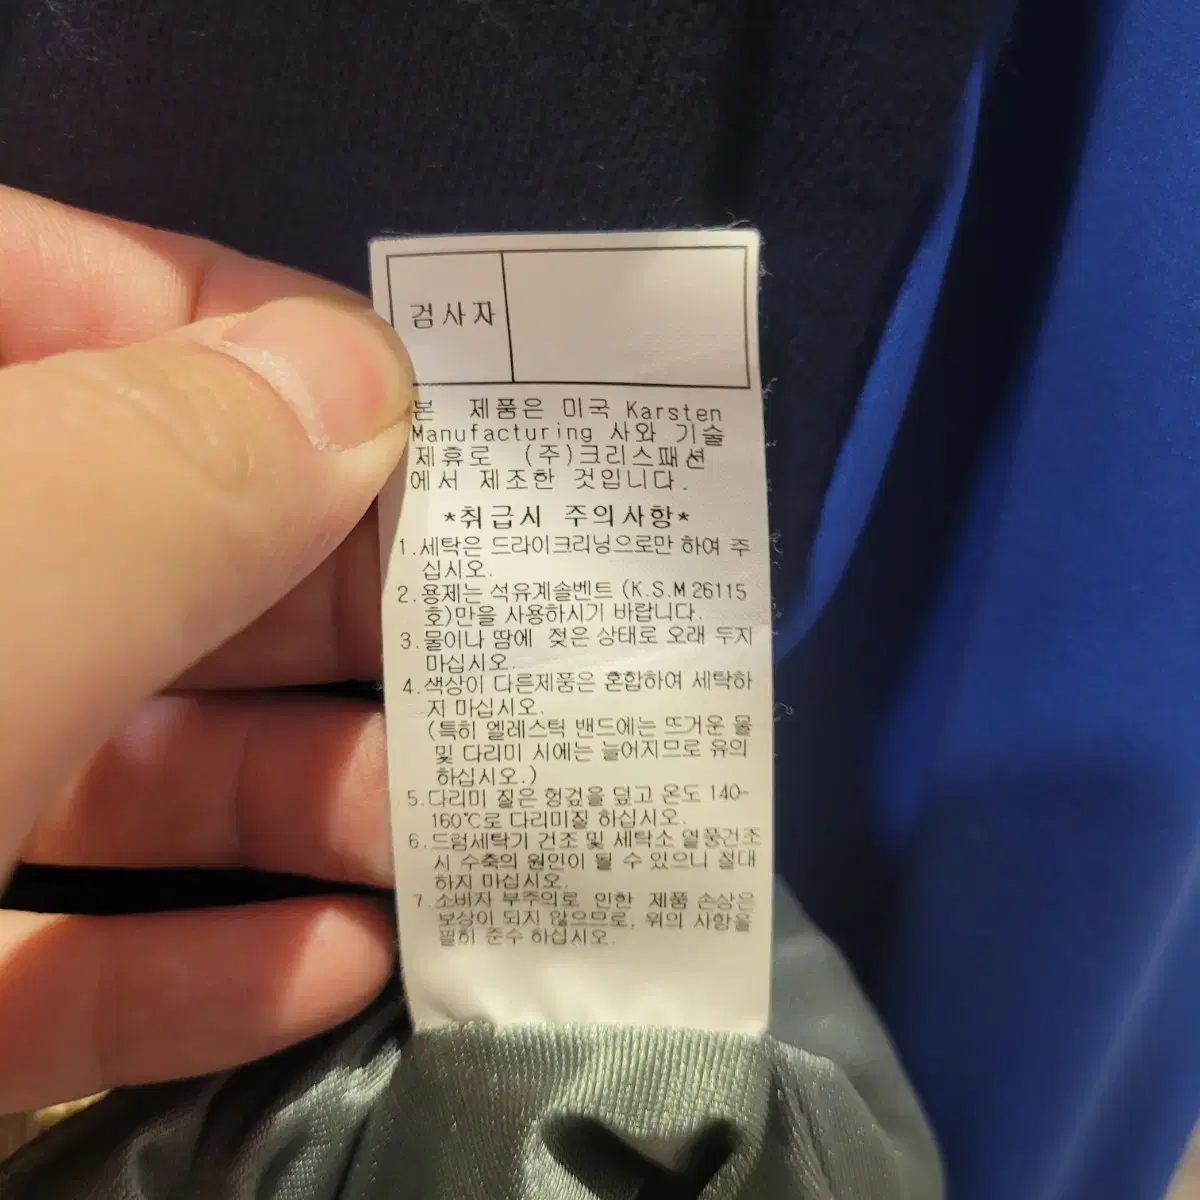 검사자
본 제품은 미국 Karsten
Manufacturing 사와 기술
제휴로 (주)크리스패션
에서 제조한 것입니다.
*취급시 주의사항*
1.세탁은 드라이크리닝으로만 하여 주
십시오.
2.용제는 석유계솔벤트 (K.S.M 26115
호)만을 사용하시기 바랍니다.
3.물이나 땀에 젖은 상태로 오래 두지
마십시오.
4.색상이 다른제품은 혼합하여 세탁하
지 마십시오.
(특히 엘레스틱 밴드에는 뜨거운 물
및 다리미 시에는 늘어지므로 유의
하십시오.)
5.다리미 질은 헝겊을 덮고 온도 140-
160℃로 다리미질 하십시오.
6.드럼세탁기 건조 및 세탁소 열풍건조
시 수축의 원인이 될 수 있으니 절대
하지 마십시오.
7.소비자 부주의로 인한 제품 손상은
보상이 되지 않으므로, 위의 사항을
필히 준수 하십시오.